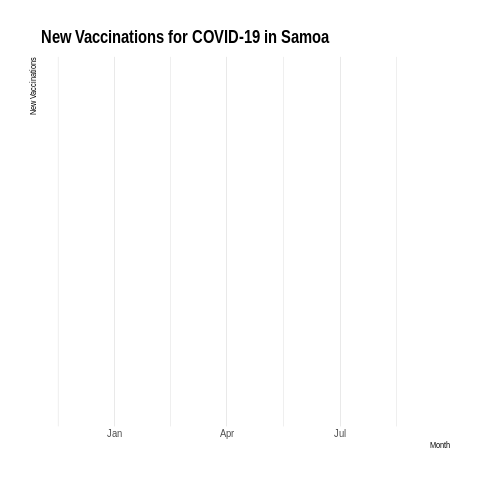 New Vaccinations for COVID-19 in Samoa
New Vaccinations
Jan Apr Jul
Month